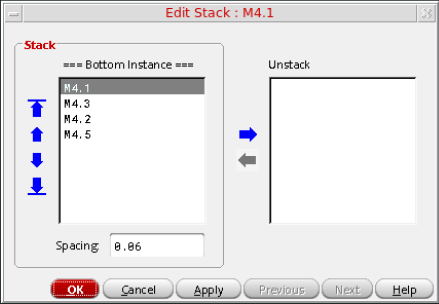 Edit Stack : M4.1
Stack
=== Bottom Instance ===
Unstack
M4.1
M4.3
M4.2
M4.5
Spacing: 0.06
OK Cancel Apply Previous Next Help